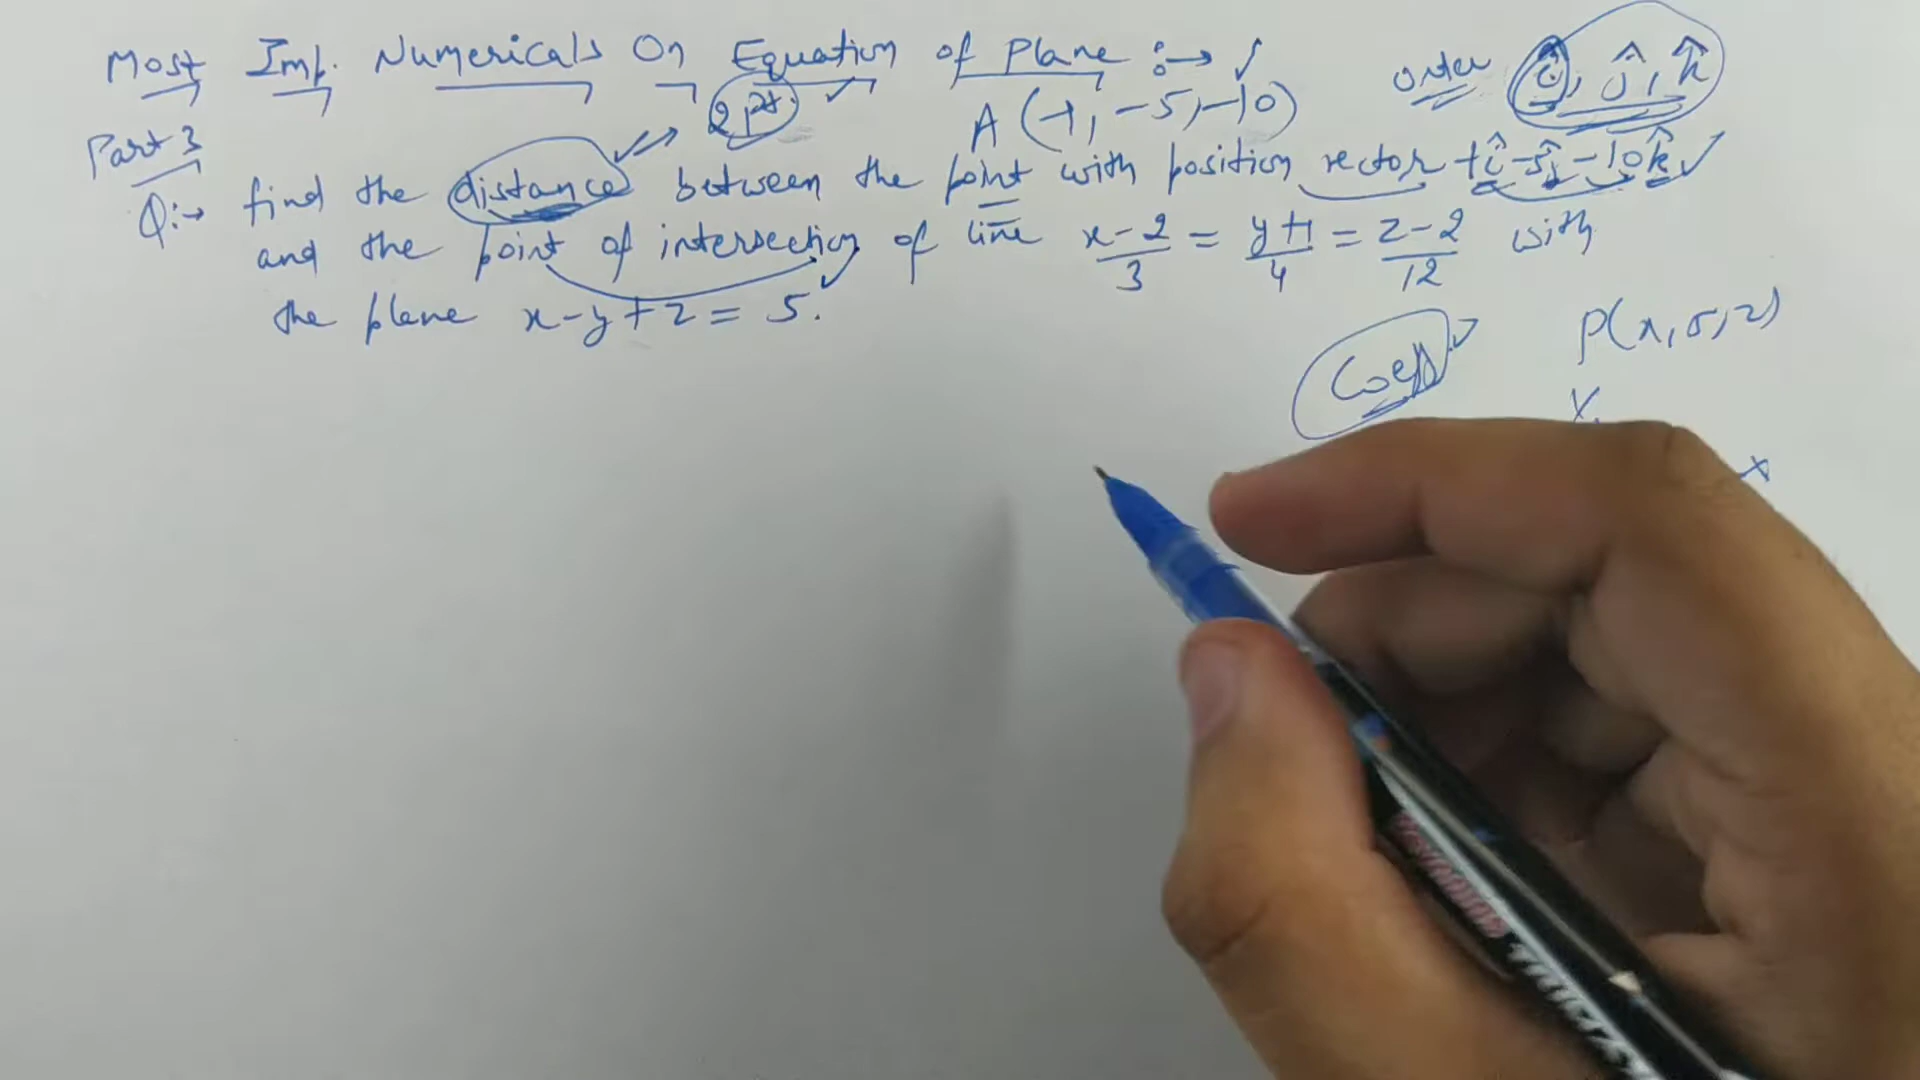 Most Imp. Numericals On Equation of Plane :→ ✓
order î, ĵ, k̂
Part 3
2 pt. ✓
A (-1, -5, -10)
Q:→ find the distance between the point with position vector -1î-5ĵ-10k̂ ✓
and the point of intersection of line x-2/3 = y+1/4 = z-2/12 with
the plane x-y+z = 5.
P(x,y,z)
Coeff